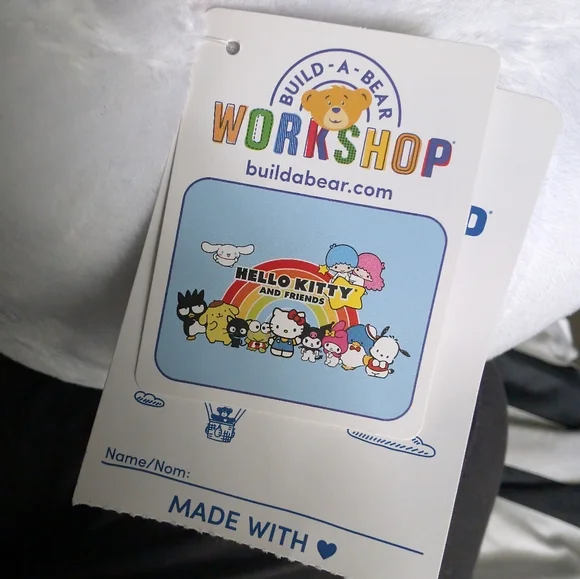 BUILD-A-BEAR
WORKSHOP®
buildabear.com
HELLO KITTY
AND FRIENDS
Name/Nom:
MADE WITH